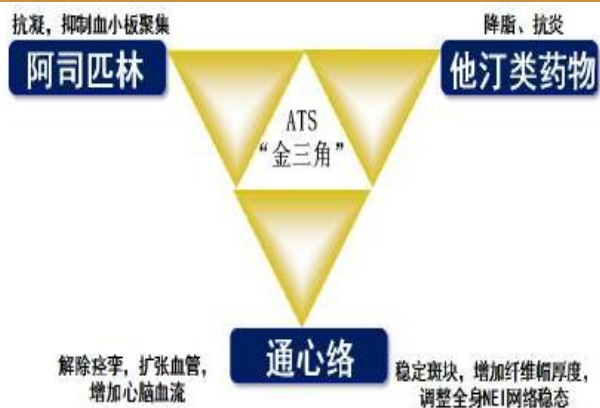 抗凝，抑制血小板聚集
降脂、抗炎
阿司匹林
他汀类药物
ATS
“金三角”
通心络
解除痉挛，扩张血管，
增加心脑血流
稳定斑块，增加纤维帽厚度，
调整全身NEI网络稳态